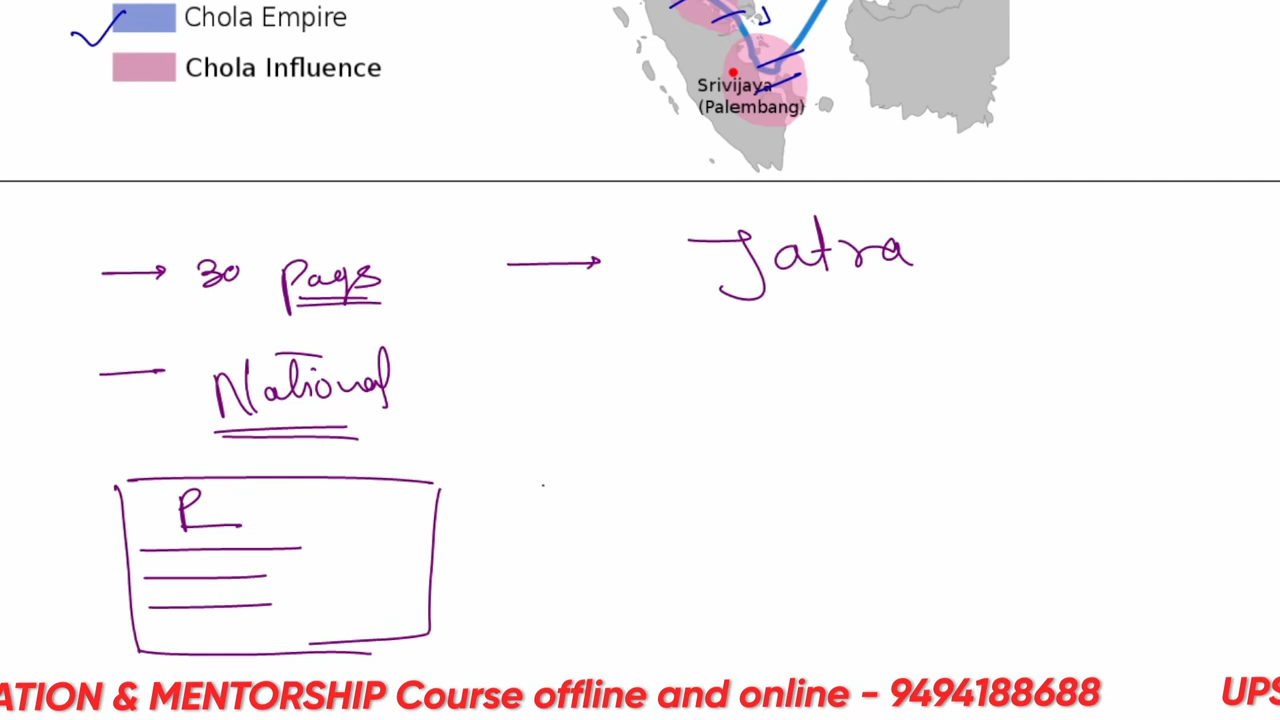 Chola Empire
Chola Influence
Srivijaya
(Palembang)
30 Pags
Jatra
National
P
ATION & MENTORSHIP Course offline and online - 9494188688 UPS